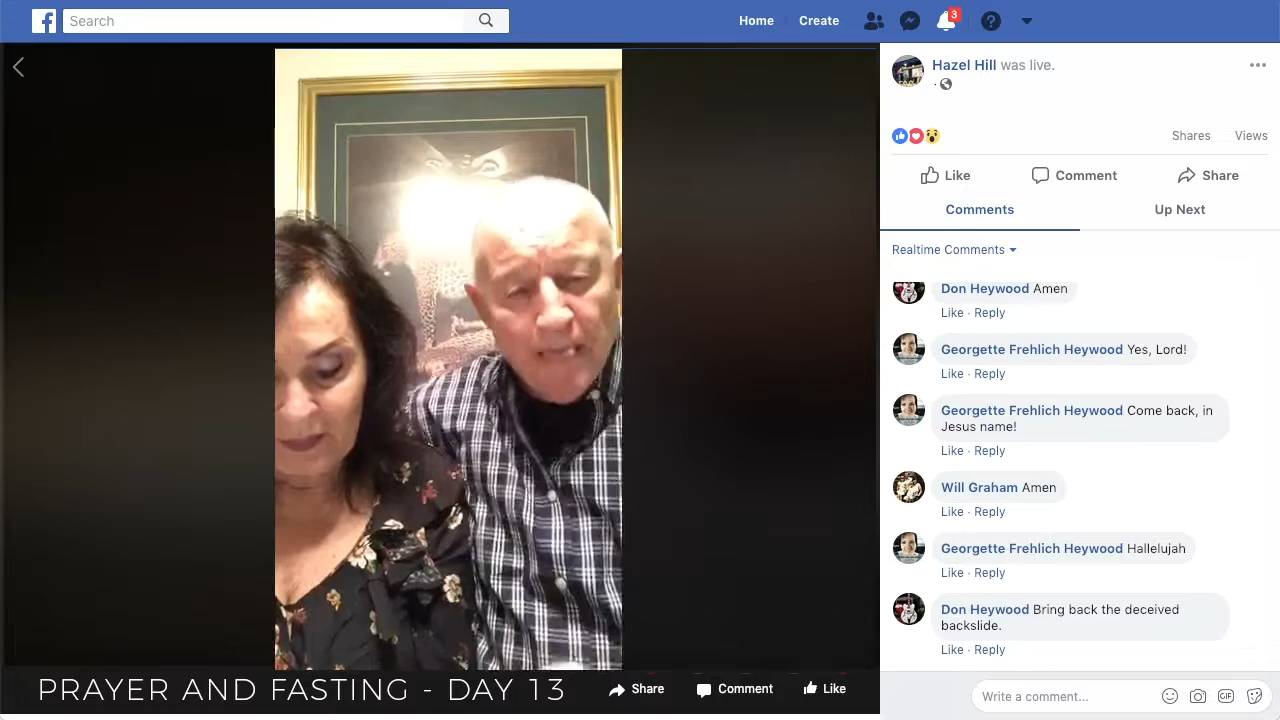 Search
Home
Create
3
Hazel Hill was live.
Shares
Views
Like
Comment
Share
Comments
Up Next
Realtime Comments
Don Heywood Amen
Like · Reply
Georgette Frehlich Heywood Yes, Lord!
Like · Reply
Georgette Frehlich Heywood Come back, in
Jesus name!
Like · Reply
Will Graham Amen
Like · Reply
Georgette Frehlich Heywood Hallelujah
Like · Reply
Don Heywood Bring back the deceived
backslide.
Like · Reply
PRAYER AND FASTING - DAY 13
Share
Comment
Like
Write a comment...
GIF